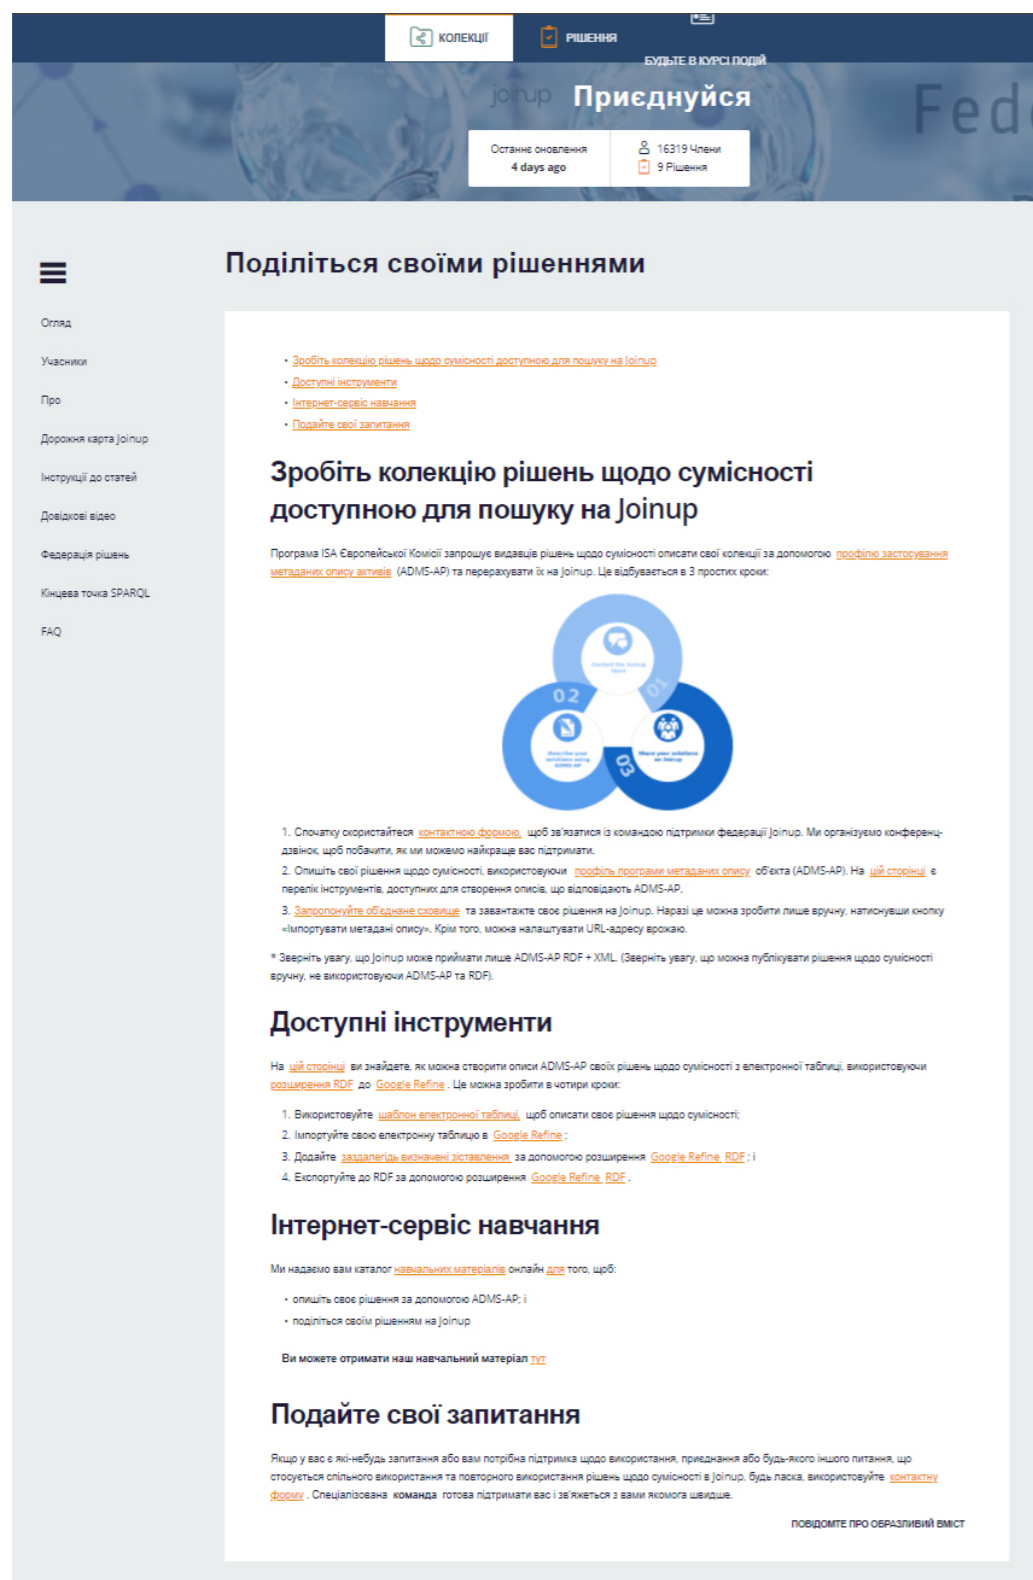 КОЛЕКЦІЇ
РІШЕННЯ
БУДЬТЕ В КУРСІ ПОДІЙ
joinup Приєднуйся
Fed
Останнє оновлення
4 days ago
16319 Члени
9 Рішення
Поділіться своїми рішеннями
Огляд
Учасники
Про
Дорожня карта Joinup
Інструкції до статей
Довідкові відео
Федерація рішень
Кінцева точка SPARQL
FAQ
• Зробіть колекцію рішень щодо сумісності доступною для пошуку на Joinup
• Доступні інструменти
• Інтернет-сервіс навчання
• Подайте свої запитання
Зробіть колекцію рішень щодо сумісності
доступною для пошуку на Joinup
Програма ISA Європейської Комісії запрошує видавців рішень щодо сумісності описати свої колекції за допомогою профілю застосування
метаданих опису активів (ADMS-AP) та перерахувати їх на Joinup. Це відбувається в 3 простих кроки:
Contact the Joinup
team
01
02
Describe your
solutions using
ADMS-AP
03
Share your solutions
on Joinup
1. Спочатку скористайтеся контактною формою, щоб зв'язатися із командою підтримки федерації Joinup. Ми організуємо конференц-
дзвінок, щоб побачити, як ми можемо найкраще вас підтримати.
2. Опишіть свої рішення щодо сумісності, використовуючи профіль програми метаданих опису об'єкта (ADMS-AP). На цій сторінці є
перелік інструментів, доступних для створення описів, що відповідають ADMS-AP.
3. Запропонуйте об'єднане сховище та завантажте своє рішення на Joinup. Наразі це можна зробити лише вручну, натиснувши кнопку
«Імпортувати метадані опису». Крім того, можна налаштувати URL-адресу врожаю.
* Зверніть увагу, що Joinup може приймати лише ADMS-AP RDF + XML. (Зверніть увагу, що можна публікувати рішення щодо сумісності
вручну, не використовуючи ADMS-AP та RDF).
Доступні інструменти
На цій сторінці ви знайдете, як можна створити описи ADMS-AP своїх рішень щодо сумісності з електронної таблиці, використовуючи
розширення RDF до Google Refine . Це можна зробити в чотири кроки:
1. Використовуйте шаблон електронної таблиці, щоб описати своє рішення щодо сумісності;
2. Імпортуйте свою електронну таблицю в Google Refine ;
3. Додайте заздалегідь визначені зіставлення за допомогою розширення Google Refine RDF ; і
4. Експортуйте до RDF за допомогою розширення Google Refine RDF .
Інтернет-сервіс навчання
Ми надаємо вам каталог навчальних матеріалів онлайн для того, щоб:
• опишіть своє рішення за допомогою ADMS-AP; і
• поділіться своїм рішенням на Joinup
Ви можете отримати наш навчальний матеріал тут
Подайте свої запитання
Якщо у вас є які-небудь запитання або вам потрібна підтримка щодо використання, приєднання або будь-якого іншого питання, що
стосується спільного використання та повторного використання рішень щодо сумісності в Joinup, будь ласка, використовуйте контактну
форму . Спеціалізована команда готова підтримати вас і зв'яжеться з вами якомога швидше.
ПОВІДОМТЕ ПРО ОБРАЗЛИВИЙ ВМІСТ